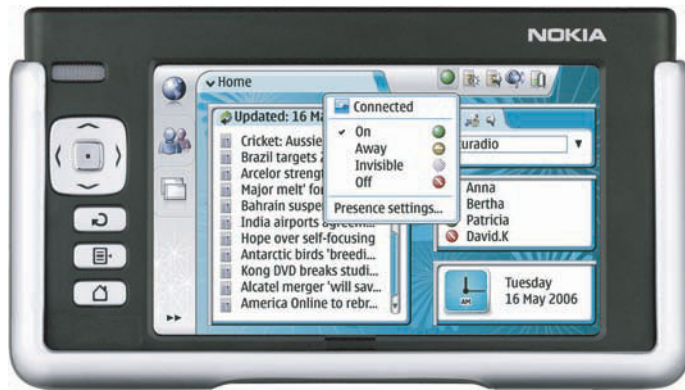 NOKIA
Home
Updated: 16 Ma
Cricket: Aussie
Brazil targets
Arcelor strengt
Major melt' for
Bahrain suspe
India airports agreem...
Hope over self-focusing
Antarctic birds 'breedi...
Kong DVD breaks studi...
Alcatel merger 'will sav...
America Online to rebr...
Connected
On
Away
Invisible
Off
Presence settings...
uradio
Anna
Bertha
Patricia
David.K
AM
Tuesday
16 May 2006